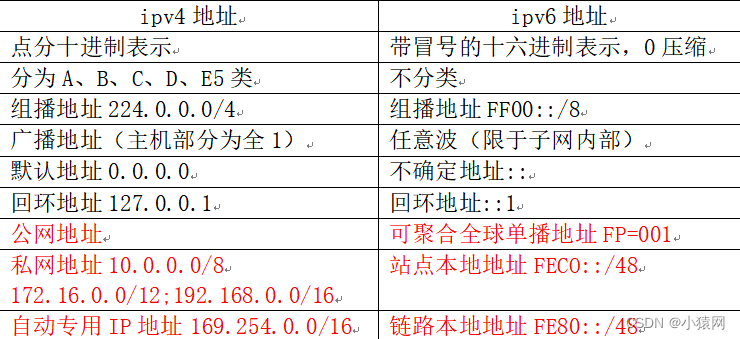 ipv4 地址 ipv6 地址
点分十进制表示 带冒号的十六进制表示，0 压缩
分为 A、B、C、D、E5 类 不分类
组播地址 224.0.0.0/4 组播地址 FF00::/8
广播地址（主机部分为全 1） 任意波（限于子网内部）
默认地址 0.0.0.0 不确定地址::
回环地址 127.0.0.1 回环地址::1
公网地址 可聚合全球单播地址 FP=001
私网地址 10.0.0.0/8 站点本地地址 FEC0::/48
172.16.0.0/12;192.168.0.0/16
自动专用 IP 地址 169.254.0.0/16 链路本地地址 FE80::/48
CSDN @小猿网